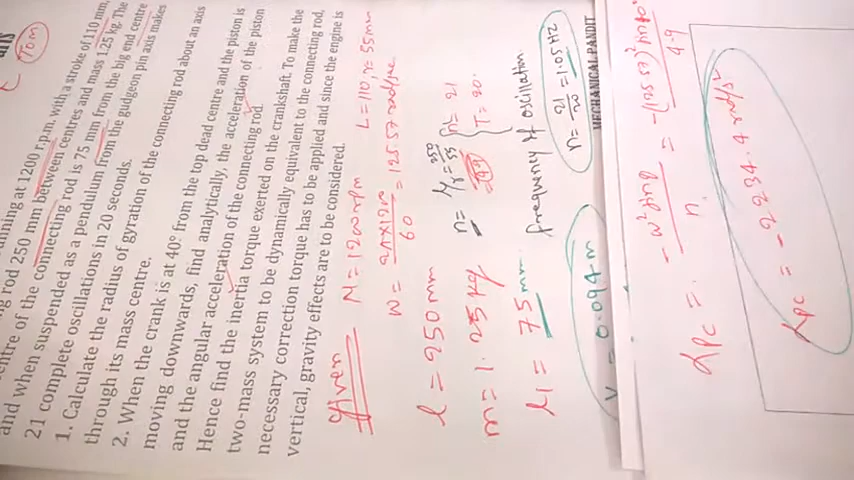 unning at 1200 r.p.m. with a stroke of 110 mm,
ng rod 250 mm between centres and mass 1.25 kg. The
entre of the connecting rod is 75 mm from the big end centre
and when suspended as a pendulum from the gudgeon pin axis makes
21 complete oscillations in 20 seconds.
1. Calculate the radius of gyration of the connecting rod about an axis
through its mass centre.
2. When the crank is at 40° from the top dead centre and the piston is
moving downwards, find analytically, the acceleration of the piston
and the angular acceleration of the connecting rod.
Hence find the inertia torque exerted on the crankshaft. To make the
two-mass system to be dynamically equivalent to the connecting rod,
necessary correction torque has to be applied and since the engine is
vertical, gravity effects are to be considered.
Tom
Given N = 1200 rpm L = 110, r = 55mm
ω = 2π×1200 / 60 = 125.57 rad/sec
l = 250mm
m = 1.25 kg
n = l/r =
n = 21
T = 20.
l1 = 75 mm
frequency of oscillation
n = 21/20 = 1.05 HZ
= 0.094 m
MECHANICAL PANDIT
αpc = - ω² sinθ / n = -(125.57)² sin40° / 4.9
αpc = -2234.4 rad/s²